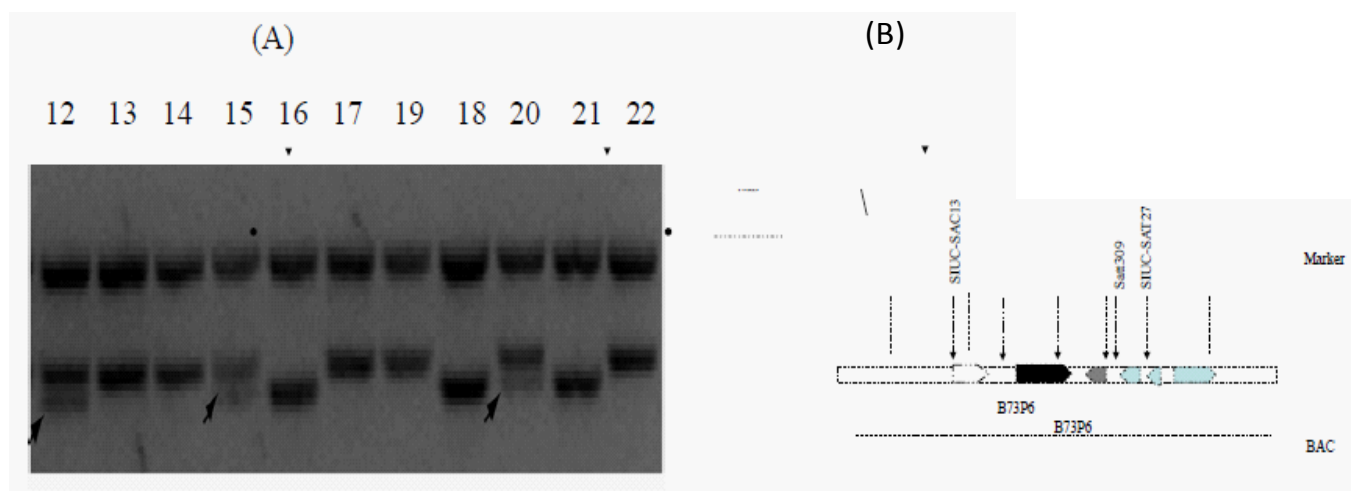 (A)
12 13 14 15 16 17 19 18 20 21 22
(B)
SIUC-SAC13
Satt309
SIUC-SAT27
Marker
B73P6
B73P6
BAC